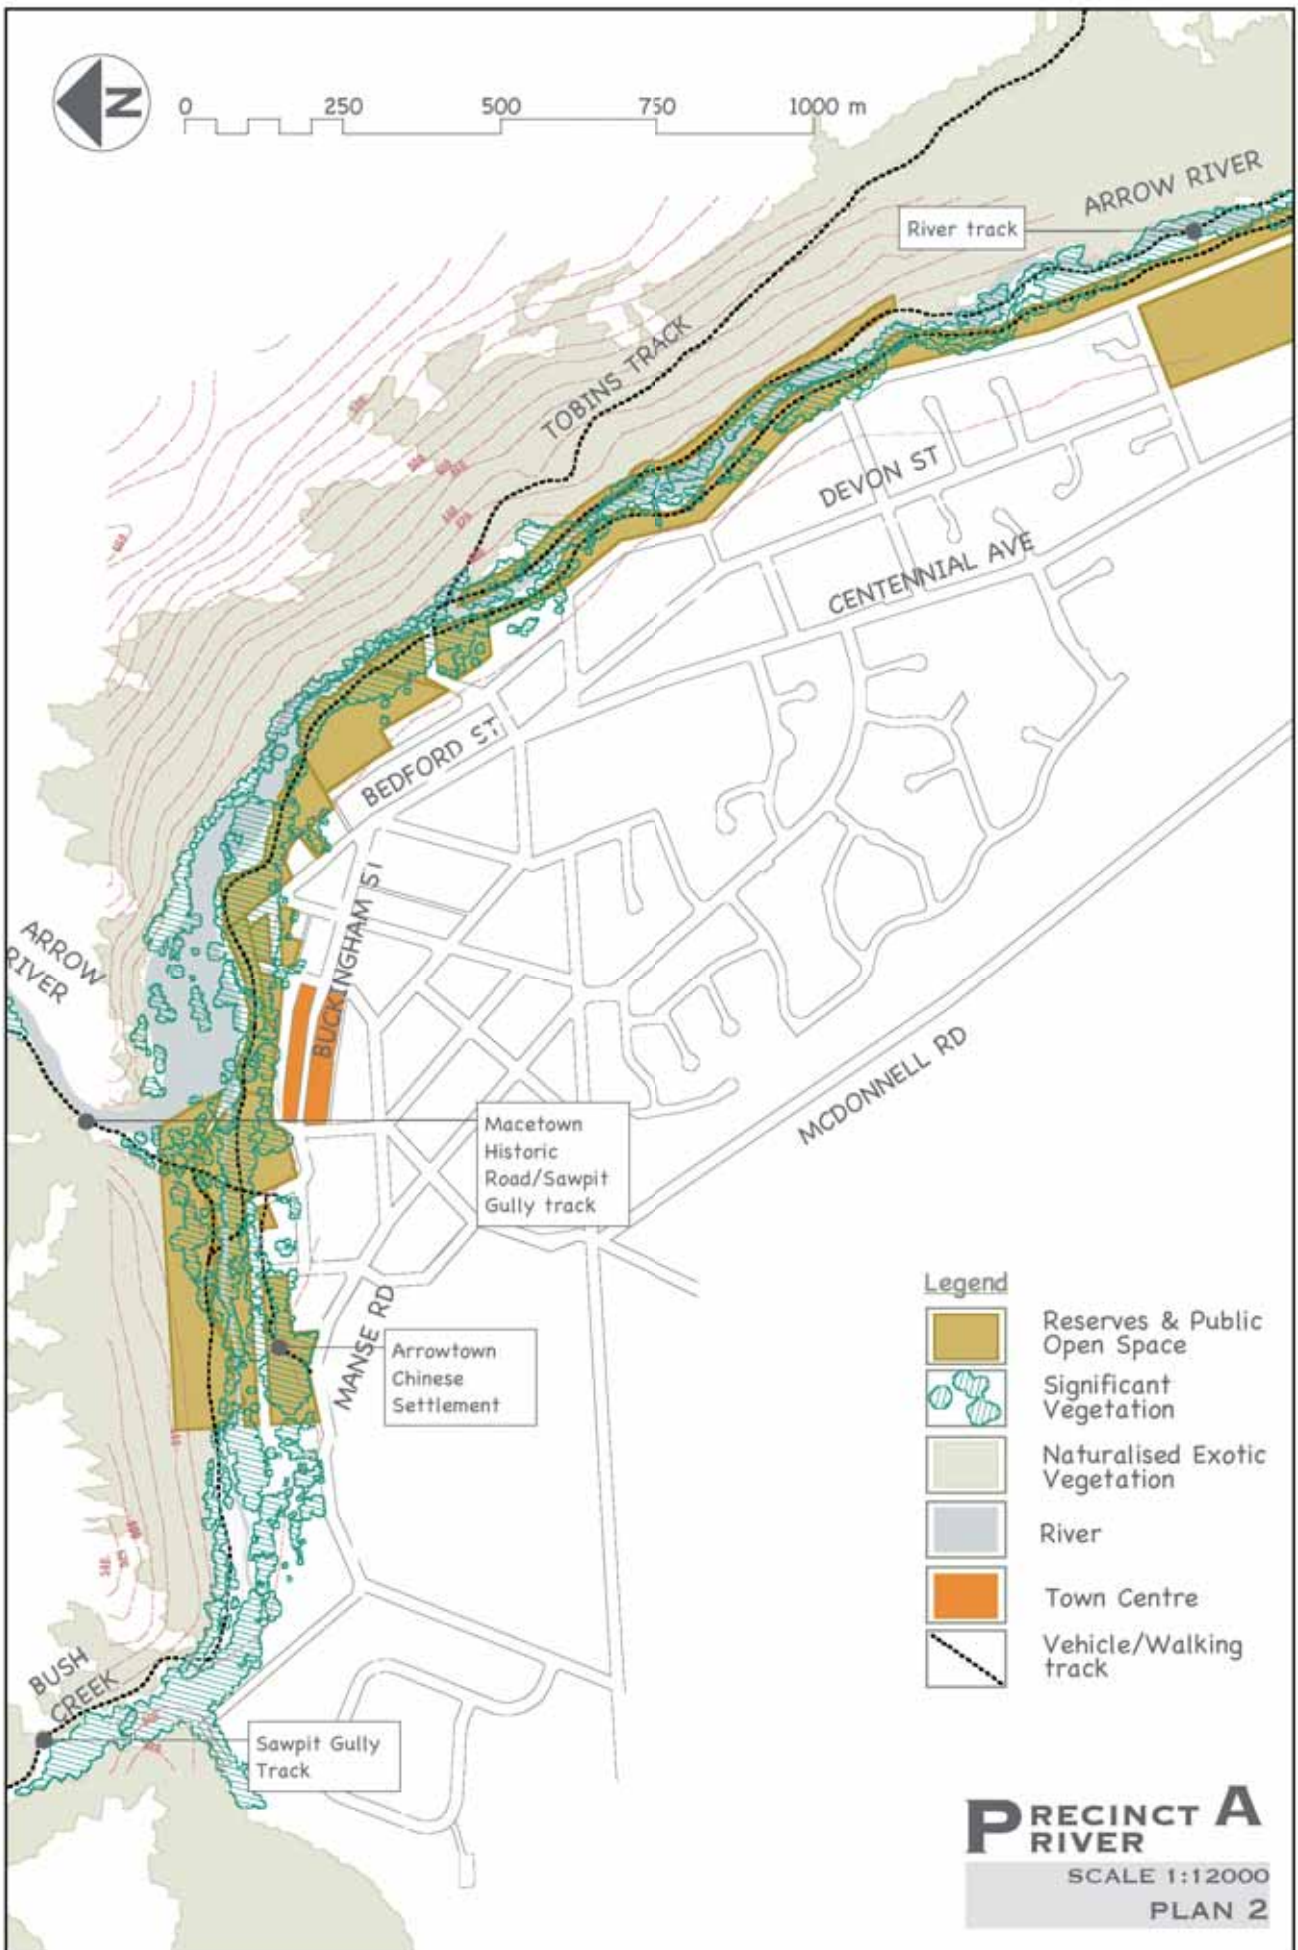 N
0 250 500 750 1000 m
ARROW RIVER
River track
TOBINS TRACK
DEVON ST
CENTENNIAL AVE
BEDFORD ST
BUCKINGHAM ST
ARROW
RIVER
MCDONNELL RD
Macetown
Historic
Road/Sawpit
Gully track
MANSE RD
Arrowtown
Chinese
Settlement
BUSH
CREEK
Sawpit Gully
Track
Legend
Reserves & Public
Open Space
Significant
Vegetation
Naturalised Exotic
Vegetation
River
Town Centre
Vehicle/Walking
track
PRECINCT A
RIVER
SCALE 1:12000
PLAN 2